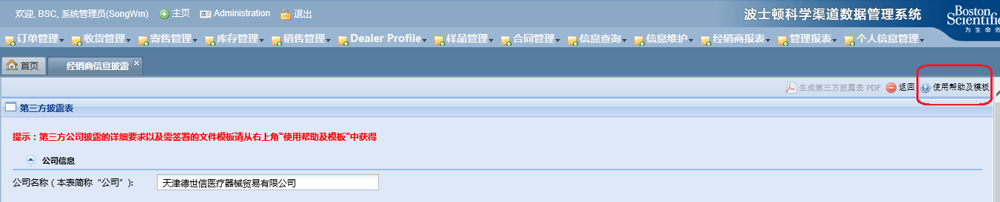 欢迎, BSC, 系统管理员(SongWm) 主页 Administration 退出 波士顿科学渠道数据管理系统
Boston
Scientific
为生命创
订单管理 收货管理 寄售管理 库存管理 销售管理 Dealer Profile 样品管理 合同管理 信息查询 信息维护 经销商报表 管理报表 个人信息管理
首页 经销商信息披露
生成第三方披露表 PDF 返回 使用帮助及模板
第三方披露表
提示：第三方公司披露的详细要求以及需签署的文件模板请从右上角“使用帮助及模板”中获得
公司信息
公司名称（本表简称“公司”): 天津德世信医疗器械贸易有限公司